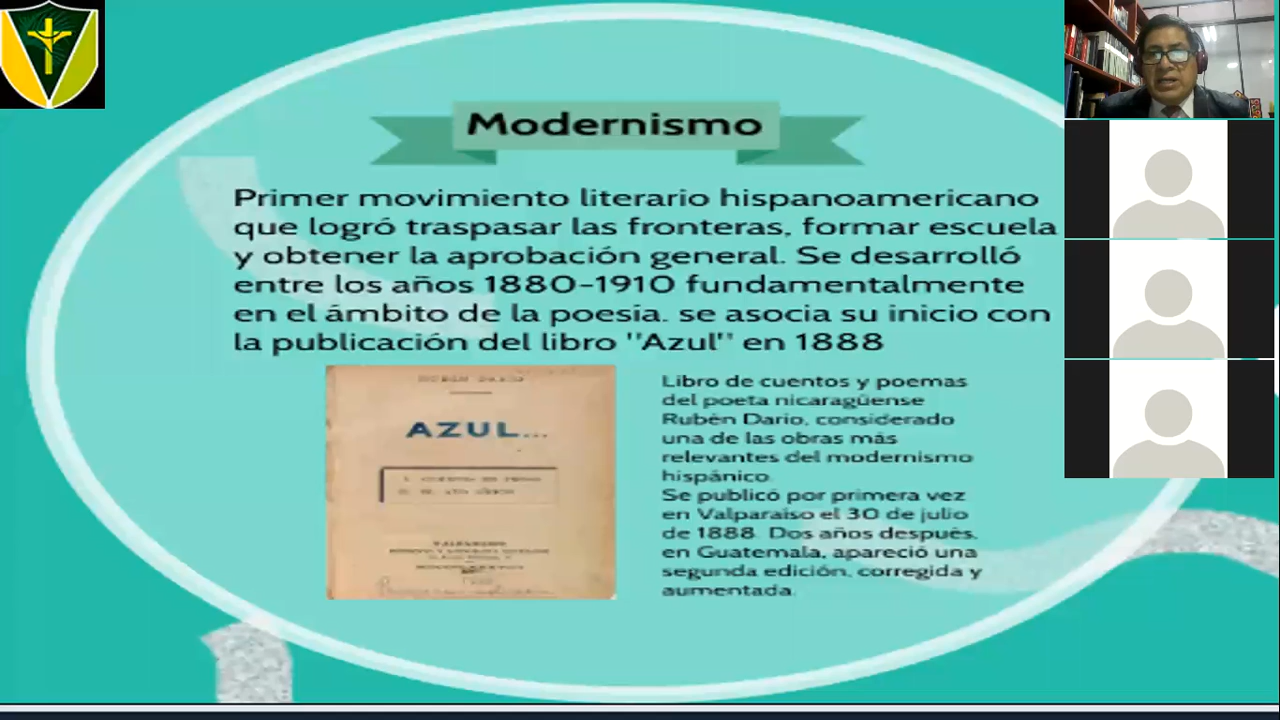 Modernismo
Primer movimiento literario hispanoamericano
que logró traspasar las fronteras, formar escuela
y obtener la aprobación general. Se desarrolló
entre los años 1880-1910 fundamentalmente
en el ámbito de la poesía. se asocia su inicio con
la publicación del libro "Azul" en 1888
AZUL...
Libro de cuentos y poemas
del poeta nicaragüense
Rubén Darío, considerado
una de las obras más
relevantes del modernismo
hispánico.
Se publicó por primera vez
en Valparaíso el 30 de julio
de 1888. Dos años después,
en Guatemala, apareció una
segunda edición, corregida y
aumentada.